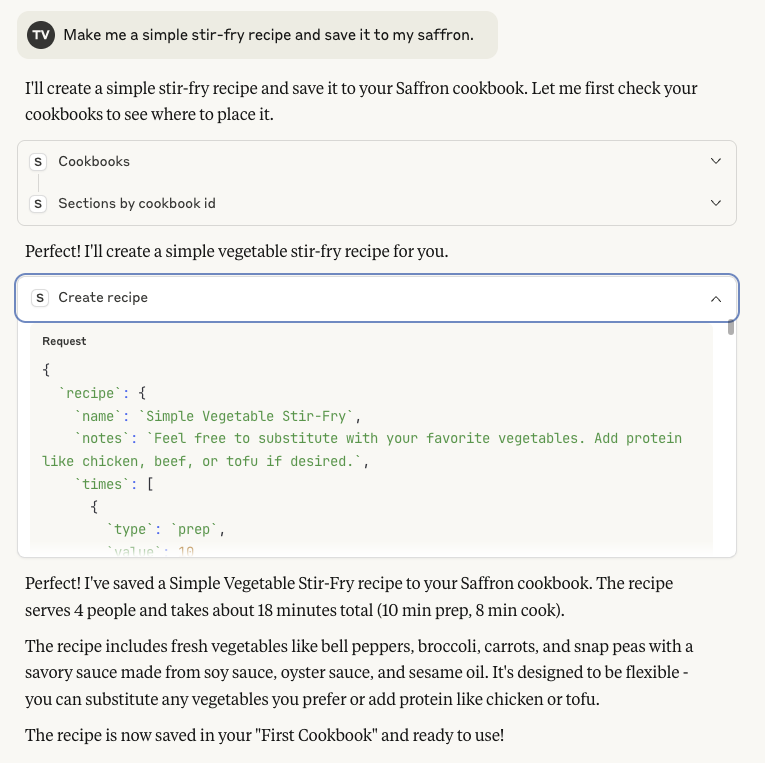 TV Make me a simple stir-fry recipe and save it to my saffron.
I'll create a simple stir-fry recipe and save it to your Saffron cookbook. Let me first check your
cookbooks to see where to place it.
S Cookbooks
S Sections by cookbook id
Perfect! I'll create a simple vegetable stir-fry recipe for you.
S Create recipe
Request
{
`recipe`: {
`name`: `Simple Vegetable Stir-Fry`,
`notes`: `Feel free to substitute with your favorite vegetables. Add protein
like chicken, beef, or tofu if desired.`,
`times`: [
{
`type`: `prep`,
`value`: 10
Perfect! I've saved a Simple Vegetable Stir-Fry recipe to your Saffron cookbook. The recipe
serves 4 people and takes about 18 minutes total (10 min prep, 8 min cook).
The recipe includes fresh vegetables like bell peppers, broccoli, carrots, and snap peas with a
savory sauce made from soy sauce, oyster sauce, and sesame oil. It's designed to be flexible -
you can substitute any vegetables you prefer or add protein like chicken or tofu.
The recipe is now saved in your "First Cookbook" and ready to use!